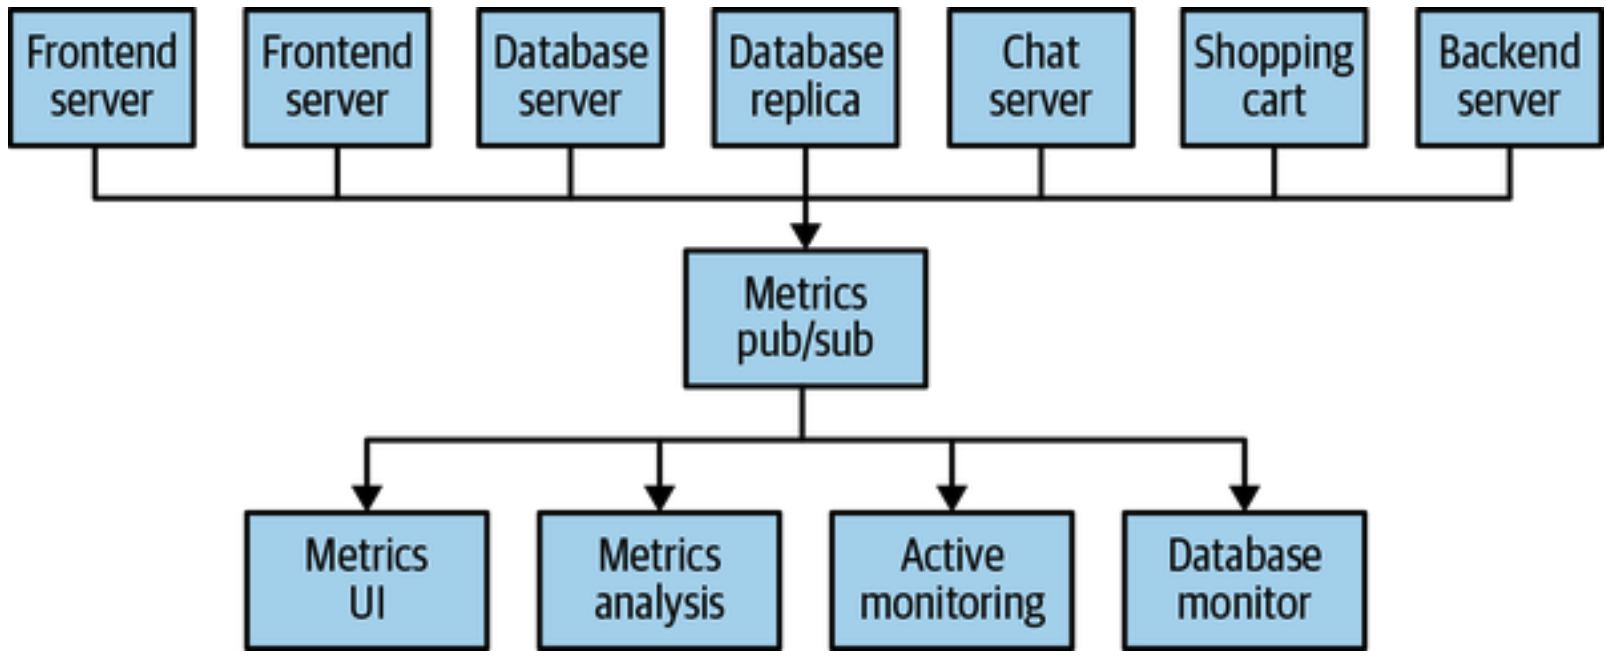 Frontend
server
Frontend
server
Database
server
Database
replica
Chat
server
Shopping
cart
Backend
server
Metrics
pub/sub
Metrics
UI
Metrics
analysis
Active
monitoring
Database
monitor